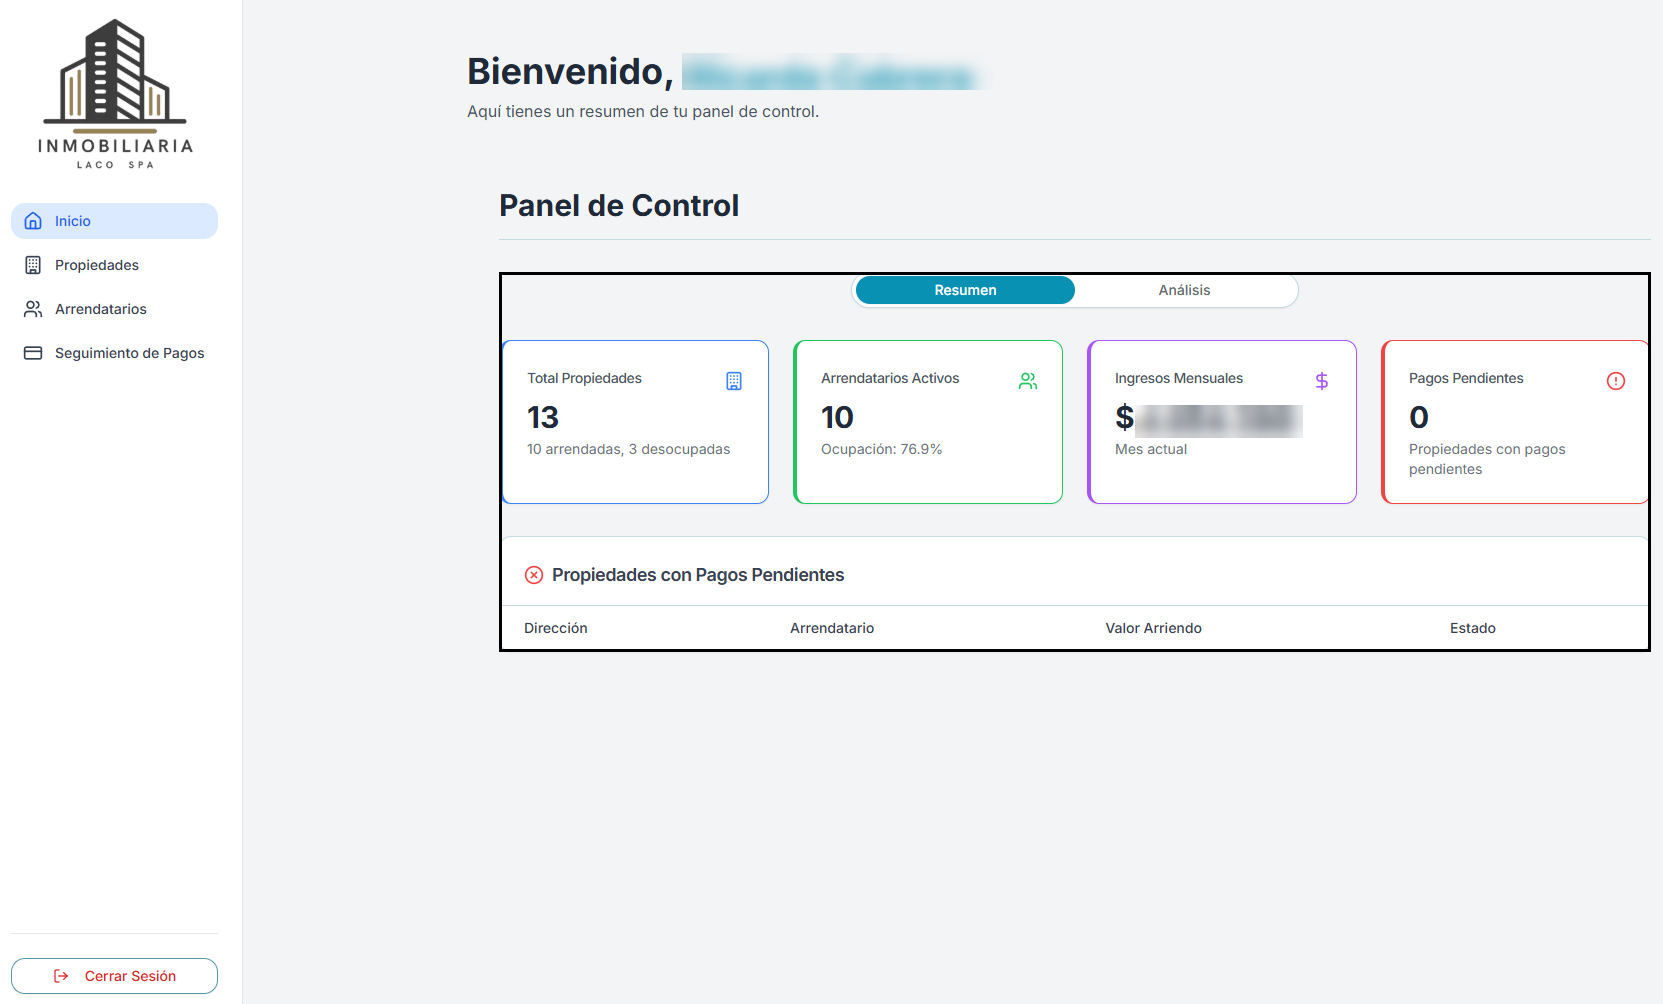 INMOBILIARIA
LACO SPA
Inicio
Propiedades
Arrendatarios
Seguimiento de Pagos
Cerrar Sesión
Bienvenido,
Aquí tienes un resumen de tu panel de control.
Panel de Control
Resumen Análisis
Total Propiedades
13
10 arrendadas, 3 desocupadas
Arrendatarios Activos
10
Ocupación: 76.9%
Ingresos Mensuales
$
Mes actual
Pagos Pendientes
0
Propiedades con pagos
pendientes
Propiedades con Pagos Pendientes
Dirección Arrendatario Valor Arriendo Estado